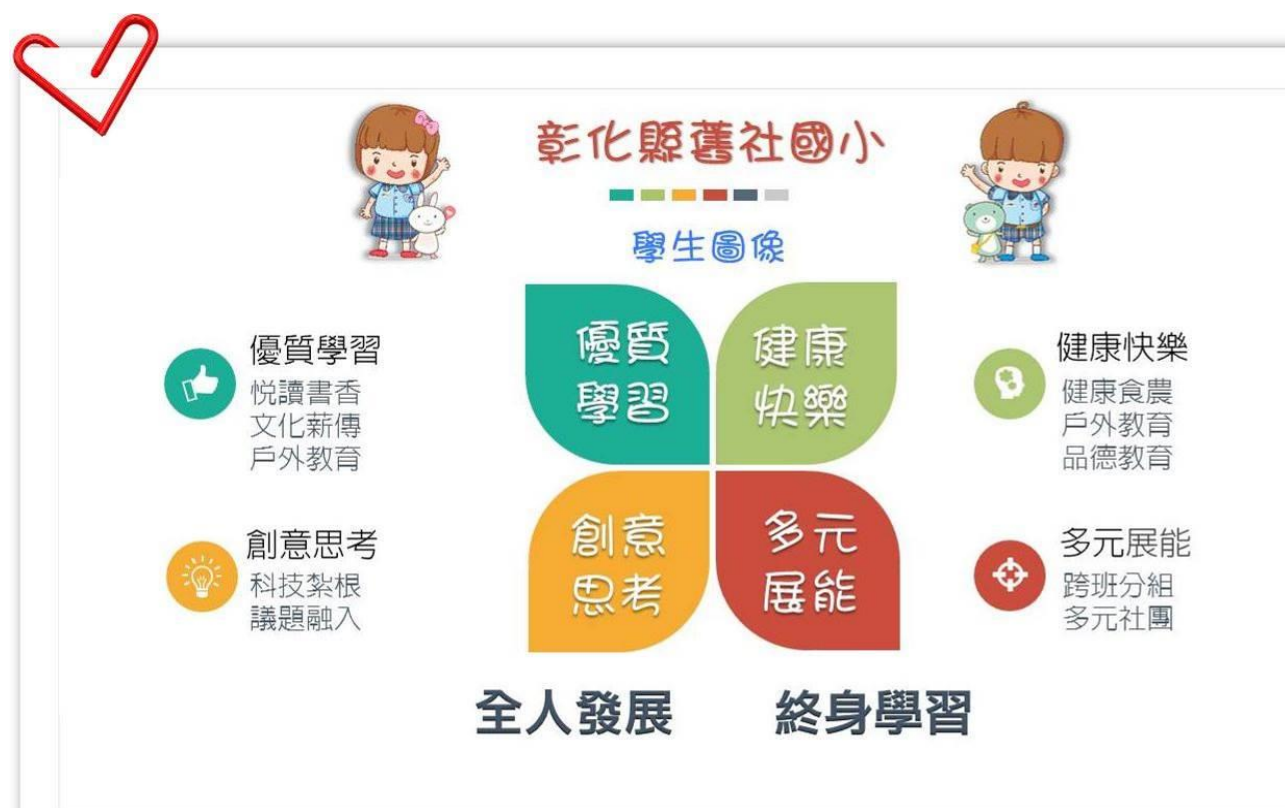 彰化縣舊社國小
學生圖像
優質
學習
健康
快樂
創意
思考
多元
展能
優質學習
悅讀書香
文化薪傳
戶外教育
創意思考
科技紮根
議題融入
健康快樂
健康食農
戶外教育
品德教育
多元展能
跨班分組
多元社團
全人發展 終身學習